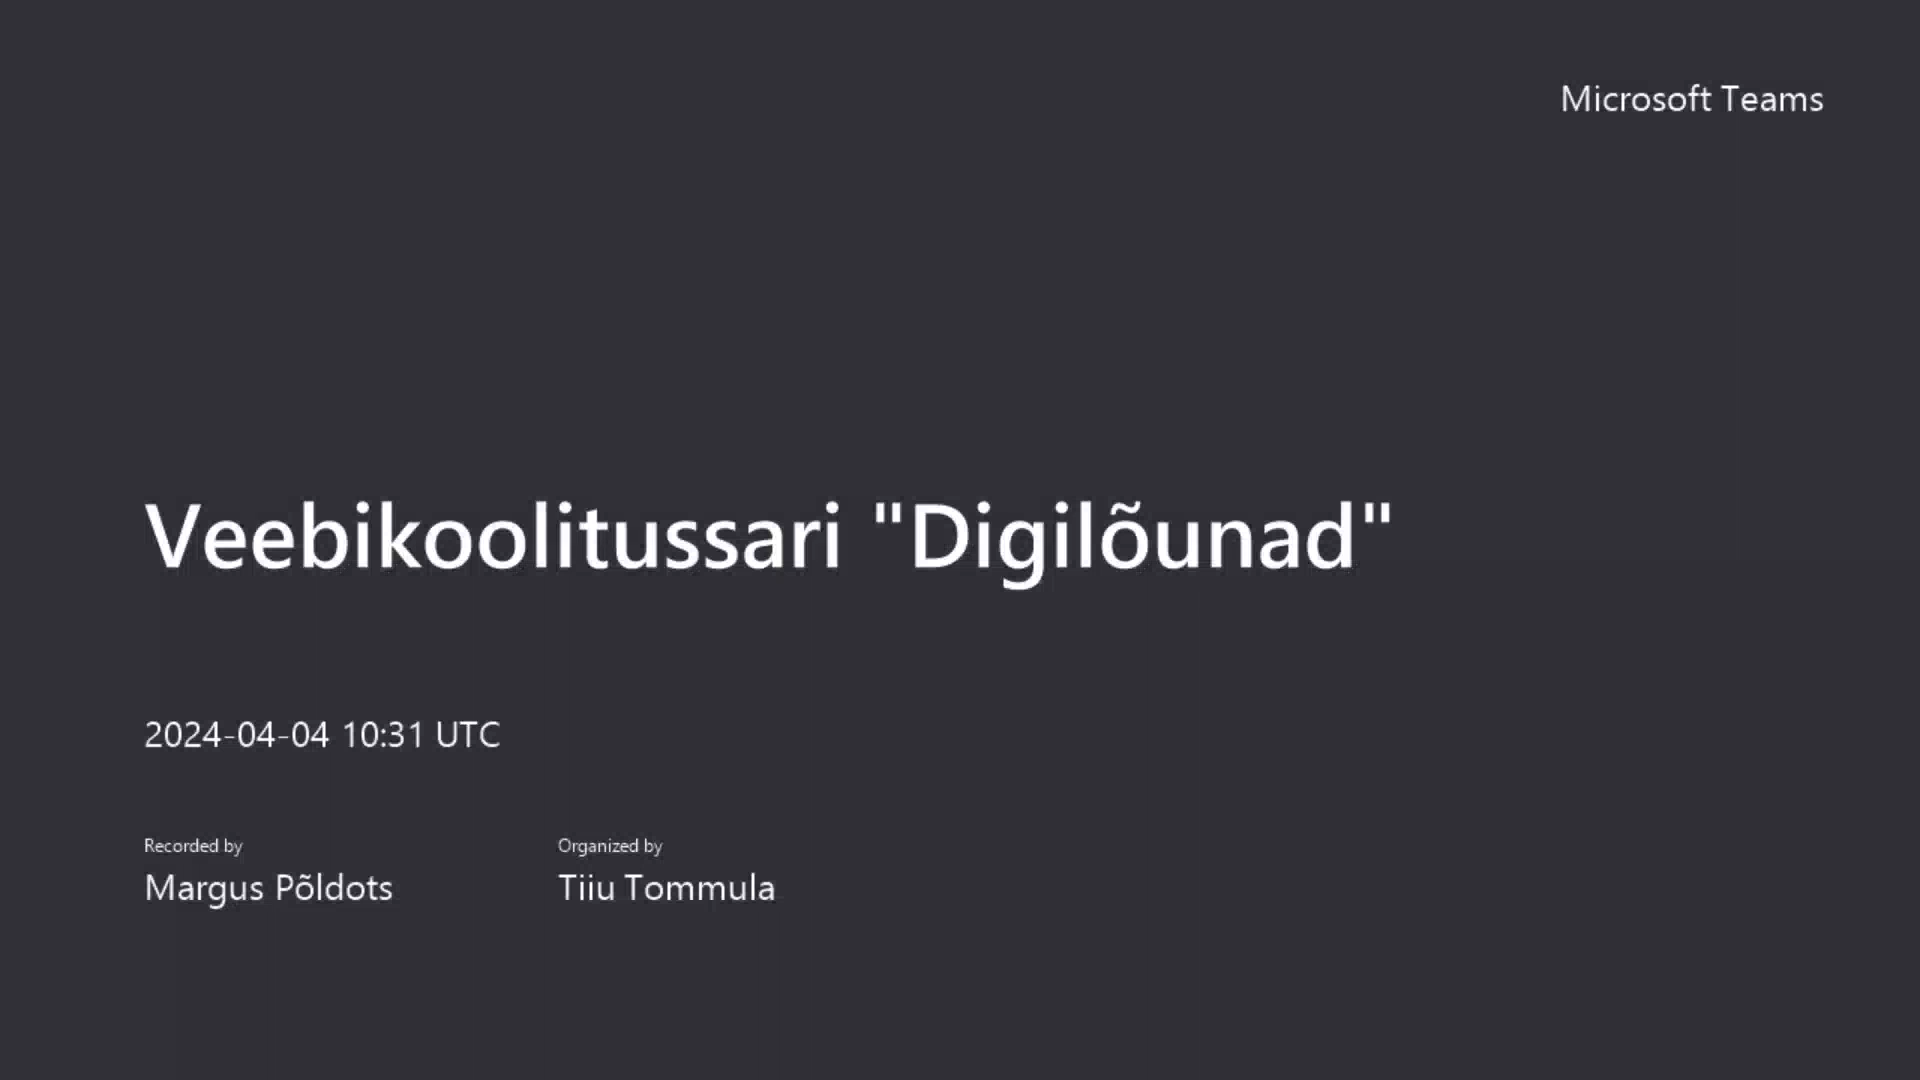 Microsoft Teams
Veebikoolitussari "Digilõunad"
2024-04-04 10:31 UTC
Recorded by
Margus Põldots
Organized by
Tiiu Tommula